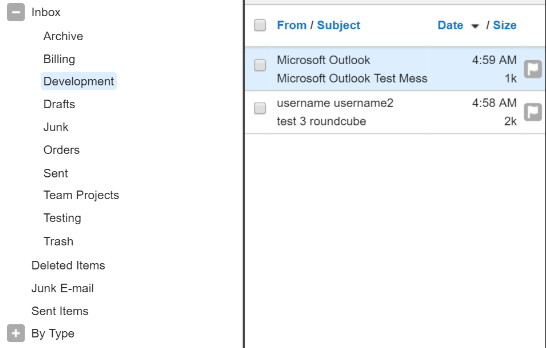 Inbox
Archive
Billing
Development
Drafts
Junk
Orders
Sent
Team Projects
Testing
Trash
Deleted Items
Junk E-mail
Sent Items
By Type
From / Subject Date / Size
Microsoft Outlook 4:59 AM
Microsoft Outlook Test Mess 1k
username username2 4:58 AM
test 3 roundcube 2k